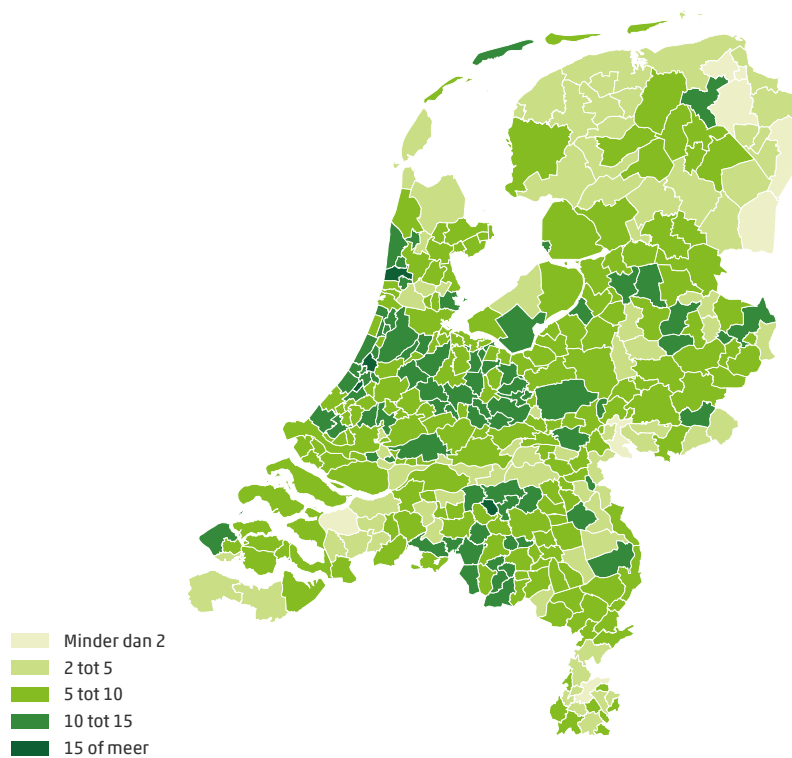 Minder dan 2
2 tot 5
5 tot 10
10 tot 15
15 of meer